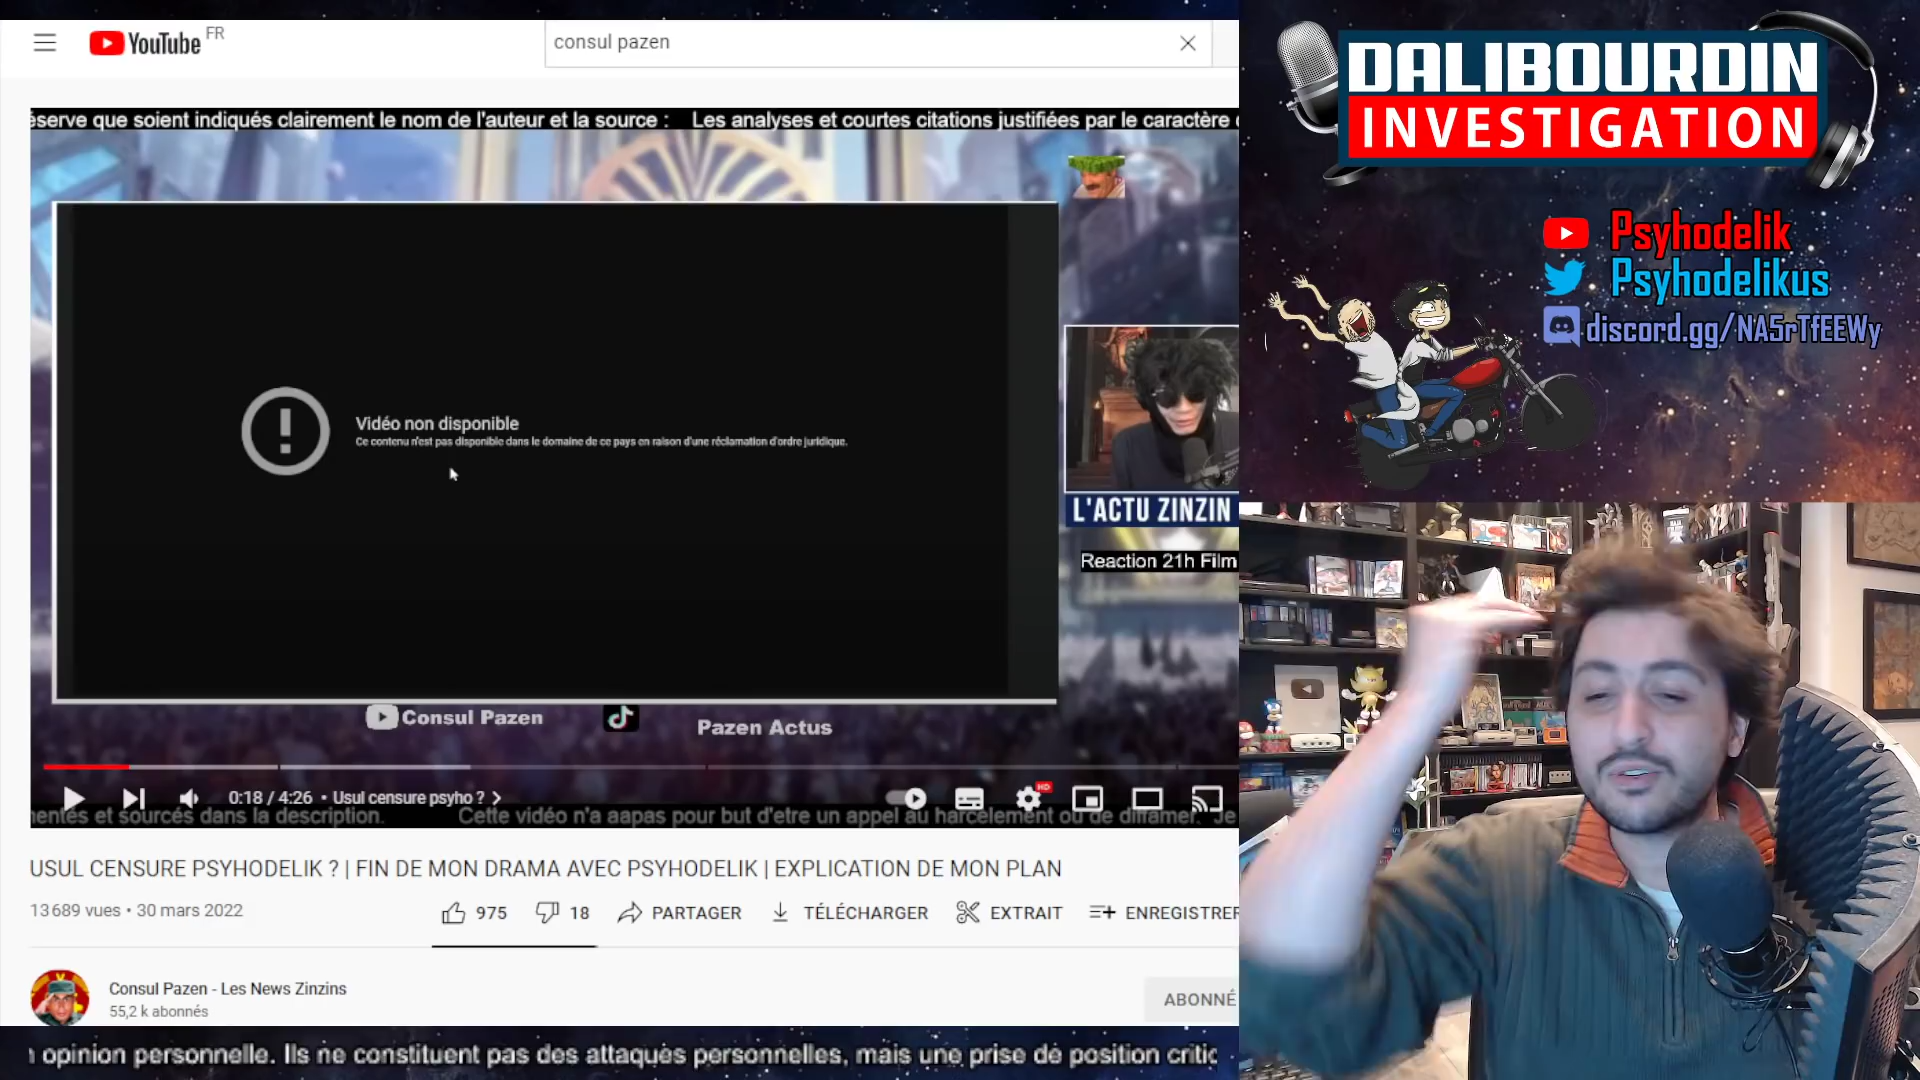 YouTube FR
consul pazen
éserve que soient indiqués clairement le nom de l'auteur et la source : Les analyses et courtes citations justifiées par le caractère
Vidéo non disponible
Ce contenu n'est pas disponible dans le domaine de ce pays en raison d'une réclamation d'ordre juridique.
L'ACTU ZINZIN
Reaction 21h Film
Consul Pazen
Pazen Actus
0:18 / 4:26 • Usul censure psyho ?
HD
mentés et sourcés dans la description. Cette vidéo n'a aapas pour but d'etre un appel au harcelement ou de diffamer. Je
USUL CENSURE PSYHODELIK ? | FIN DE MON DRAMA AVEC PSYHODELIK | EXPLICATION DE MON PLAN
13 689 vues • 30 mars 2022
975
18
PARTAGER
TÉLÉCHARGER
EXTRAIT
ENREGISTRER
Consul Pazen - Les News Zinzins
55,2 k abonnés
ABONNÉ
opinion personnelle. Ils ne constituent pas des attaques personnelles, mais une prise de position critic
DALIBOURDIN
INVESTIGATION
Psyhodelik
Psyhodelikus
discord.gg/NA5rTfEEWy